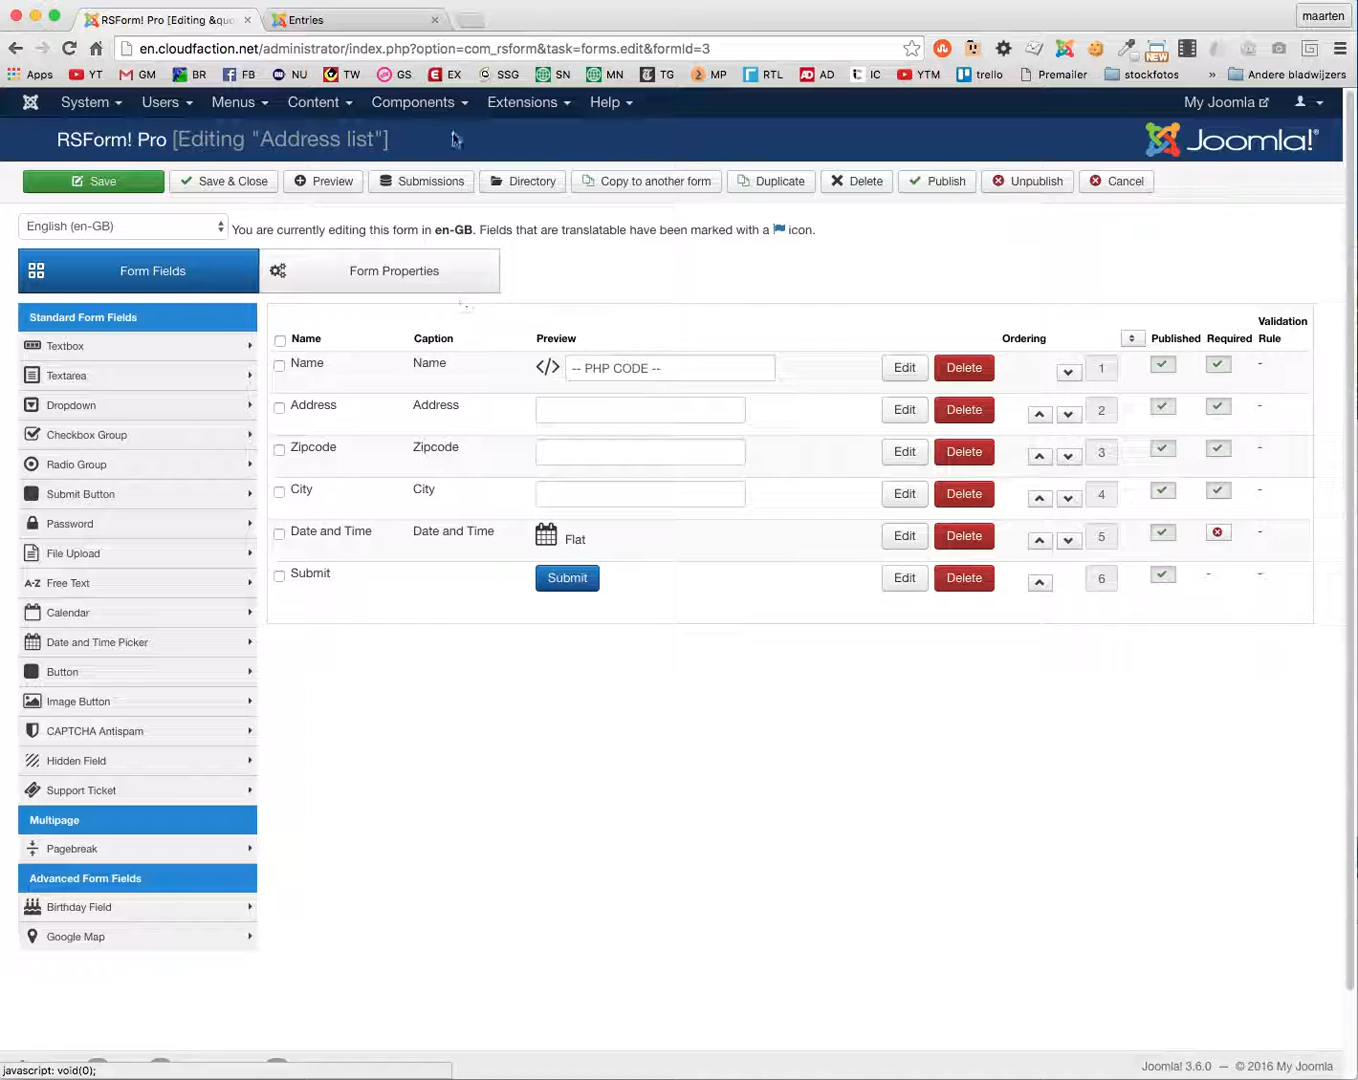 RSForm! Pro [Editing &quo
Entries
maarten
en.cloudfaction.net/administrator/index.php?option=com_rsform&task=forms.edit&formId=3
Apps YT GM BR FB NU TW GS EX SSG SN MN TG MP RTL AD IC YTM trello Premailer stockfotos » Andere bladwijzers
System Users Menus Content Components Extensions Help My Joomla
RSForm! Pro [Editing "Address list"] Joomla!®
Save Save & Close Preview Submissions Directory Copy to another form Duplicate Delete Publish Unpublish Cancel
English (en-GB) You are currently editing this form in en-GB. Fields that are translatable have been marked with a icon.
Form Fields Form Properties
Standard Form Fields
Textbox
Textarea
Dropdown
Checkbox Group
Radio Group
Submit Button
Password
File Upload
A-Z Free Text
Calendar
Date and Time Picker
Button
Image Button
CAPTCHA Antispam
Hidden Field
Support Ticket
Multipage
Pagebreak
Advanced Form Fields
Birthday Field
Google Map
Name Caption Preview Ordering Published Required Validation Rule
Name Name </> -- PHP CODE -- Edit Delete 1 -
Address Address Edit Delete 2 -
Zipcode Zipcode Edit Delete 3 -
City City Edit Delete 4 -
Date and Time Date and Time Flat Edit Delete 5 -
Submit Submit Edit Delete 6 - -
javascript: void(0);
Joomla! 3.6.0 — © 2016 My Joomla